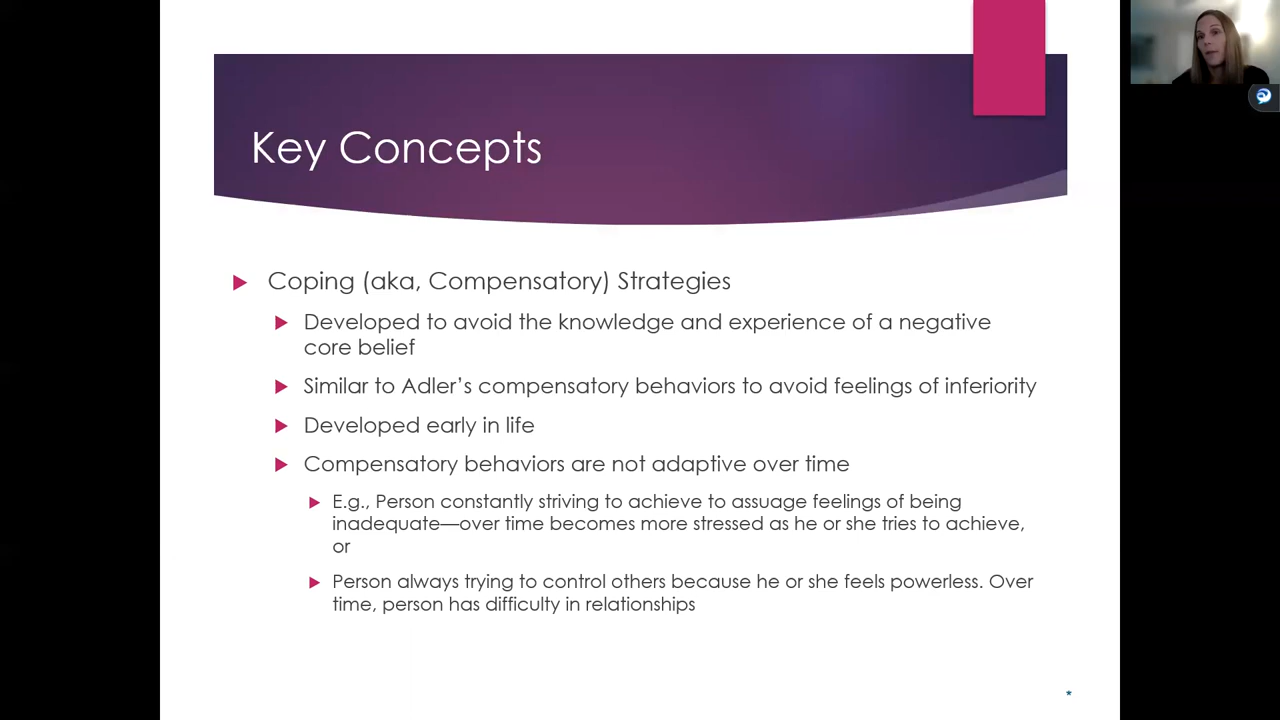 Key Concepts
Coping (aka, Compensatory) Strategies
Developed to avoid the knowledge and experience of a negative
core belief
Similar to Adler’s compensatory behaviors to avoid feelings of inferiority
Developed early in life
Compensatory behaviors are not adaptive over time
E.g., Person constantly striving to achieve to assuage feelings of being
inadequate—over time becomes more stressed as he or she tries to achieve,
or
Person always trying to control others because he or she feels powerless. Over
time, person has difficulty in relationships
*